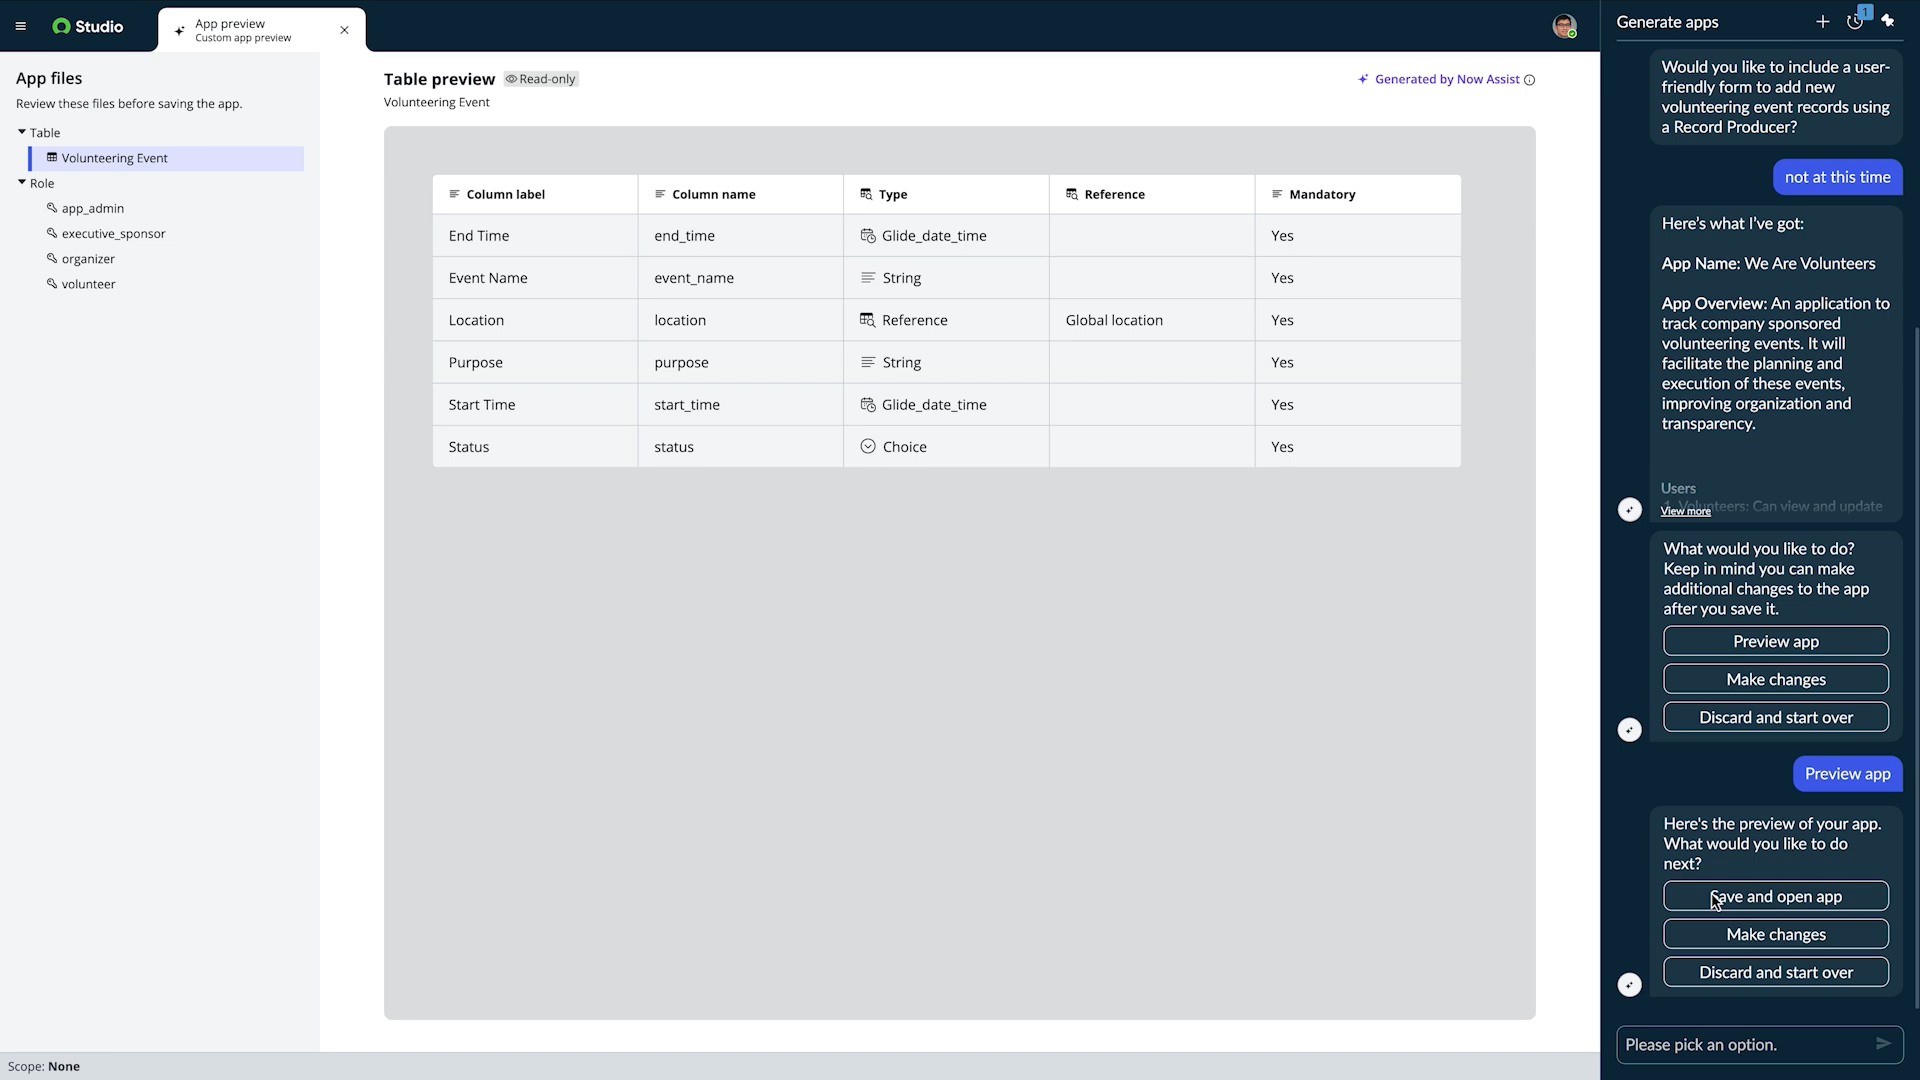 Studio
App preview
Custom app preview
App files
Review these files before saving the app.
Table
Volunteering Event
Role
app_admin
executive_sponsor
organizer
volunteer
Table preview
Read-only
Volunteering Event
Generated by Now Assist
Column label Column name Type Reference Mandatory
End Time end_time Glide_date_time Yes
Event Name event_name String Yes
Location location Reference Global location Yes
Purpose purpose String Yes
Start Time start_time Glide_date_time Yes
Status status Choice Yes
Scope: None
Generate apps
1
Would you like to include a user-
friendly form to add new
volunteering event records using
a Record Producer?
not at this time
Here's what I've got:
App Name: We Are Volunteers
App Overview: An application to
track company sponsored
volunteering events. It will
facilitate the planning and
execution of these events,
improving organization and
transparency.
Users
1. Volunteers: Can view and update
View more
What would you like to do?
Keep in mind you can make
additional changes to the app
after you save it.
Preview app
Make changes
Discard and start over
Preview app
Here's the preview of your app.
What would you like to do
next?
Save and open app
Make changes
Discard and start over
Please pick an option.